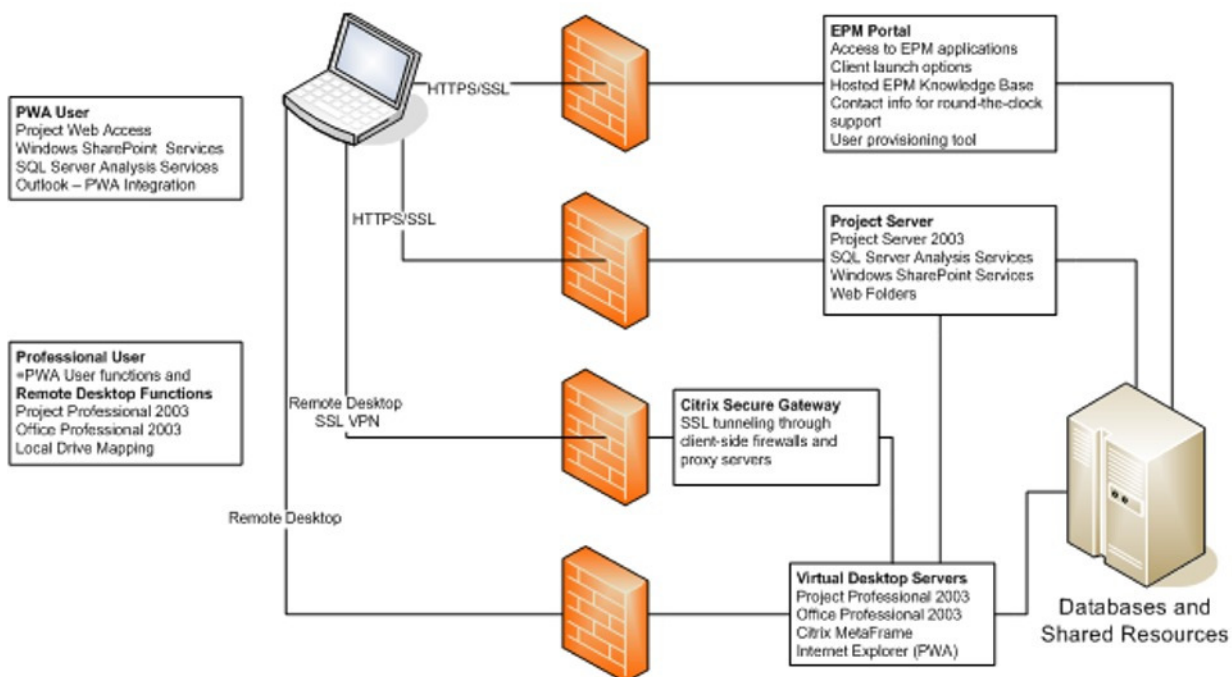 EPM Portal
Access to EPM applications
Client launch options
Hosted EPM Knowledge Base
Contact info for round-the-clock
support
User provisioning tool
HTTPS/SSL
PWA User
Project Web Access
Windows SharePoint Services
SQL Server Analysis Services
Outlook – PWA Integration
HTTPS/SSL
Project Server
Project Server 2003
SQL Server Analysis Services
Windows SharePoint Services
Web Folders
Professional User
=PWA User functions and
Remote Desktop Functions
Project Professional 2003
Office Professional 2003
Local Drive Mapping
Remote Desktop
SSL VPN
Citrix Secure Gateway
SSL tunneling through
client-side firewalls and
proxy servers
Remote Desktop
Virtual Desktop Servers
Project Professional 2003
Office Professional 2003
Citrix MetaFrame
Internet Explorer (PWA)
Databases and
Shared Resources